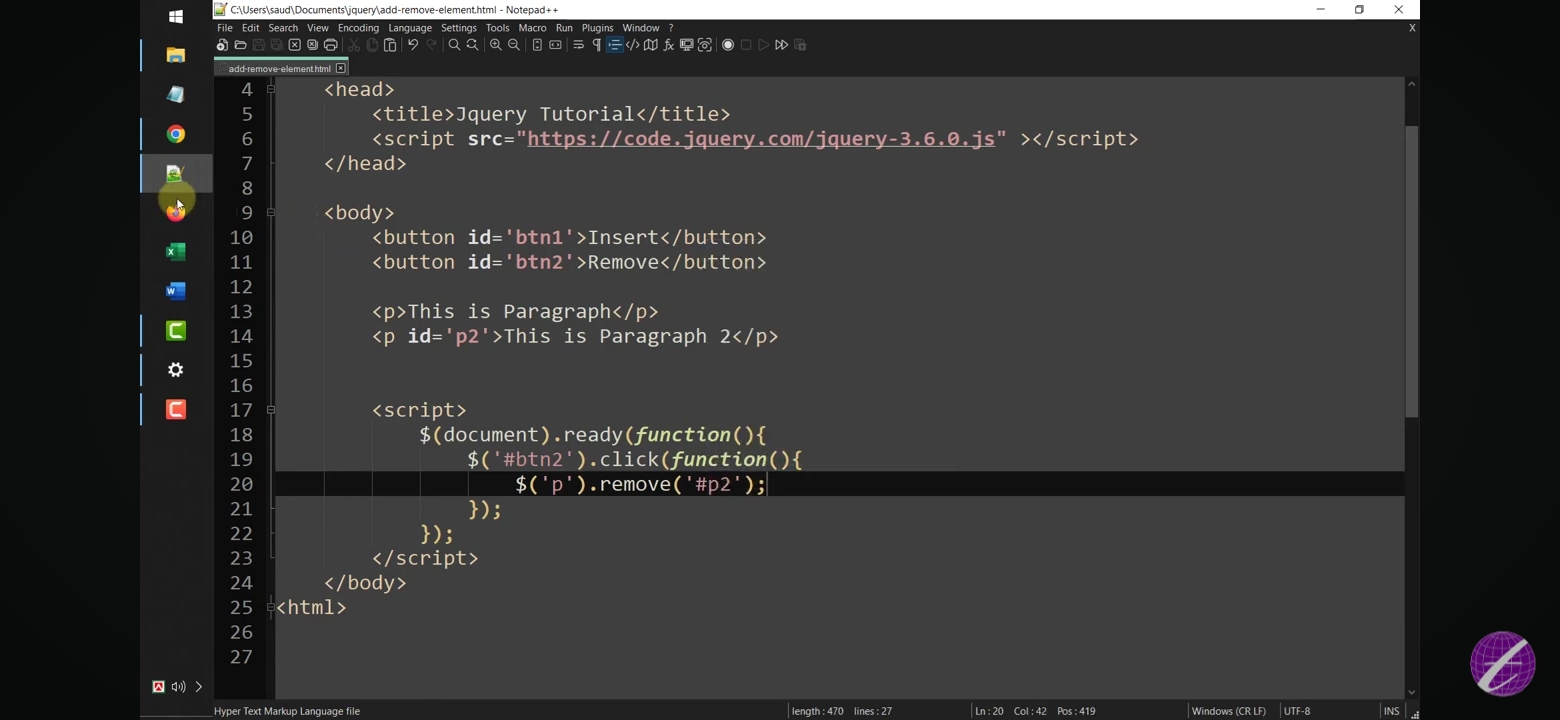 C:\Users\saud\Documents\jquery\add-remove-element.html - Notepad++
File Edit Search View Encoding Language Settings Tools Macro Run Plugins Window ? X
add-remove-element.html
4 <head>
5 <title>Jquery Tutorial</title>
6 <script src="https://code.jquery.com/jquery-3.6.0.js" ></script>
7 </head>
8
9 <body>
10 <button id='btn1'>Insert</button>
11 <button id='btn2'>Remove</button>
12
13 <p>This is Paragraph</p>
14 <p id='p2'>This is Paragraph 2</p>
15
16
17 <script>
18 $(document).ready(function(){
19 $('#btn2').click(function(){
20 $('p').remove('#p2');
21 });
22 });
23 </script>
24 </body>
25 <html>
26
27
Hyper Text Markup Language file length : 470 lines : 27 Ln : 20 Col : 42 Pos : 419 Windows (CR LF) UTF-8 INS